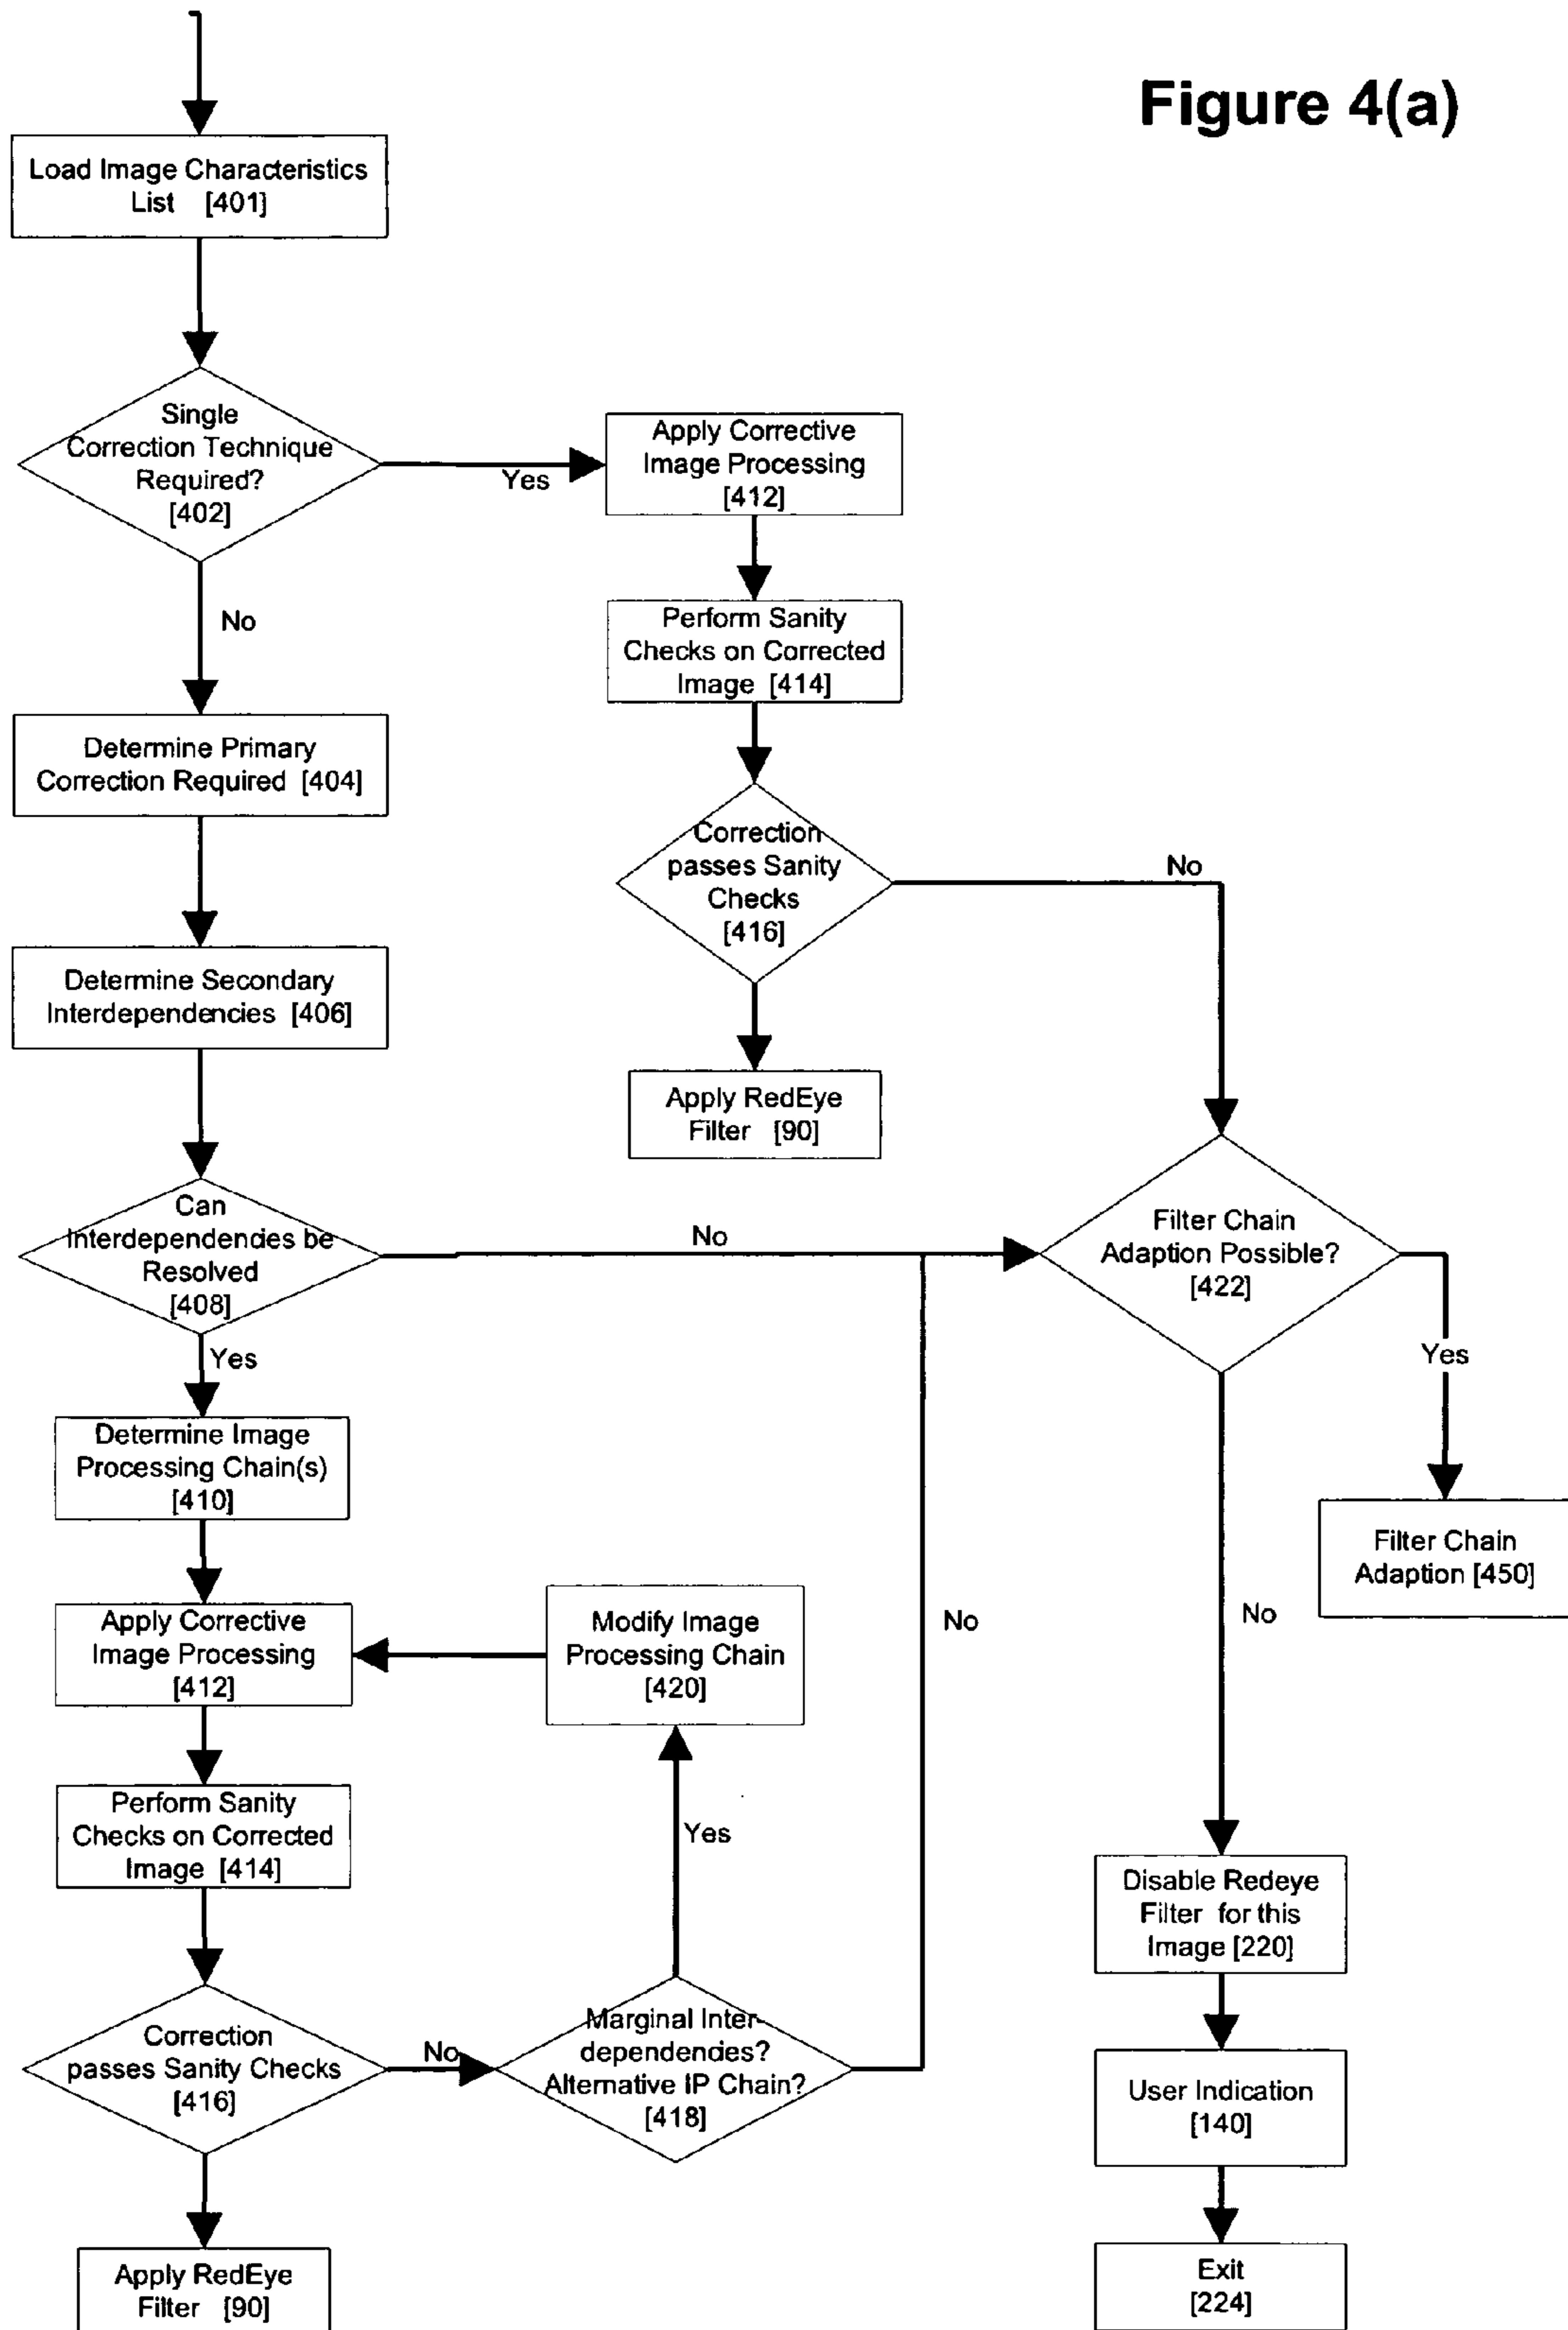 Figure 4(a)
Load Image Characteristics
List [401]
Single
Correction Technique
Required?
[402]
Yes
Apply Corrective
Image Processing
[412]
Perform Sanity
Checks on Corrected
Image [414]
No
Determine Primary
Correction Required [404]
Correction
passes Sanity
Checks
[416]
No
Determine Secondary
Interdependencies [406]
Apply RedEye
Filter [90]
Can
Interdependencies be
Resolved
[408]
No
Filter Chain
Adaption Possible?
[422]
Yes
Yes
Determine Image
Processing Chain(s)
[410]
Filter Chain
Adaption [450]
Apply Corrective
Image Processing
[412]
Modify Image
Processing Chain
[420]
No
No
Perform Sanity
Checks on Corrected
Image [414]
Yes
Disable Redeye
Filter for this
Image [220]
Correction
passes Sanity Checks
[416]
No
Marginal Inter-
dependencies?
Alternative IP Chain?
[418]
User Indication
[140]
Apply RedEye
Filter [90]
Exit
[224]